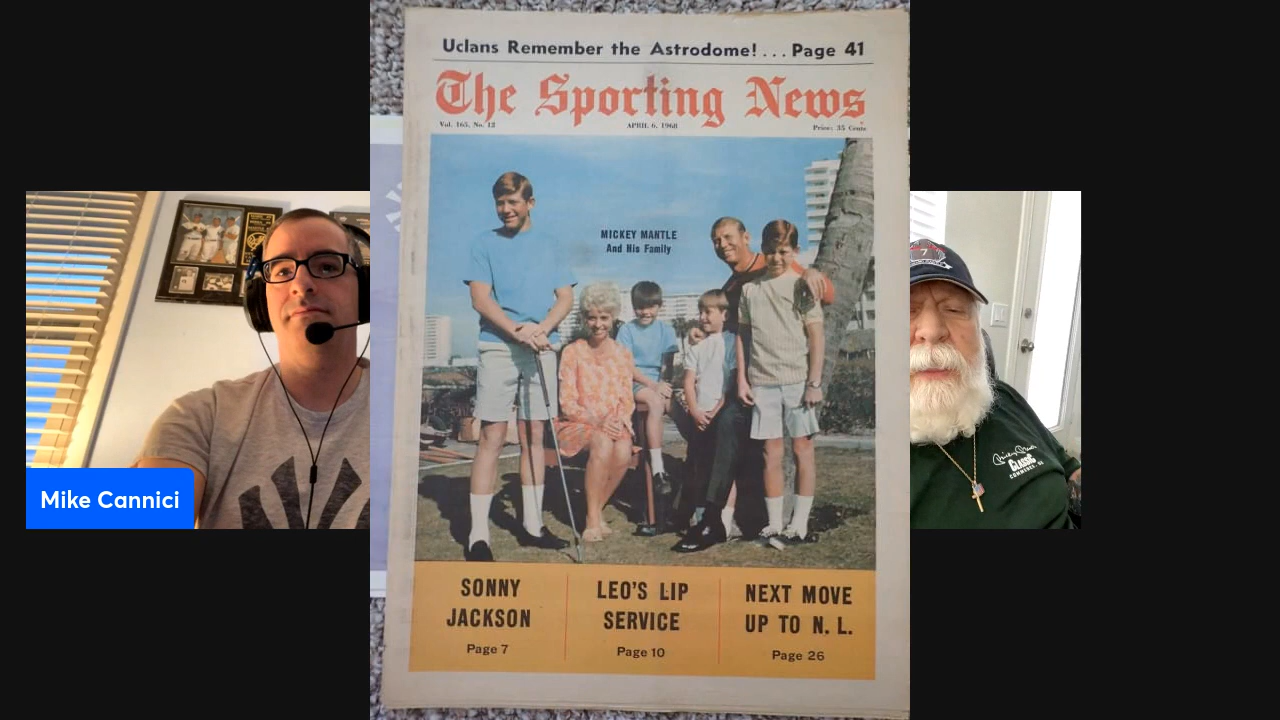 Uclans Remember the Astrodome! . . . Page 41
The Sporting News
Vol. 165, No. 12
APRIL 6, 1968
Price: 35 Cents
MICKEY MANTLE
And His Family
SONNY
JACKSON
Page 7
LEO'S LIP
SERVICE
Page 10
NEXT MOVE
UP TO N. L.
Page 26
Mike Cannici
CLASSIC